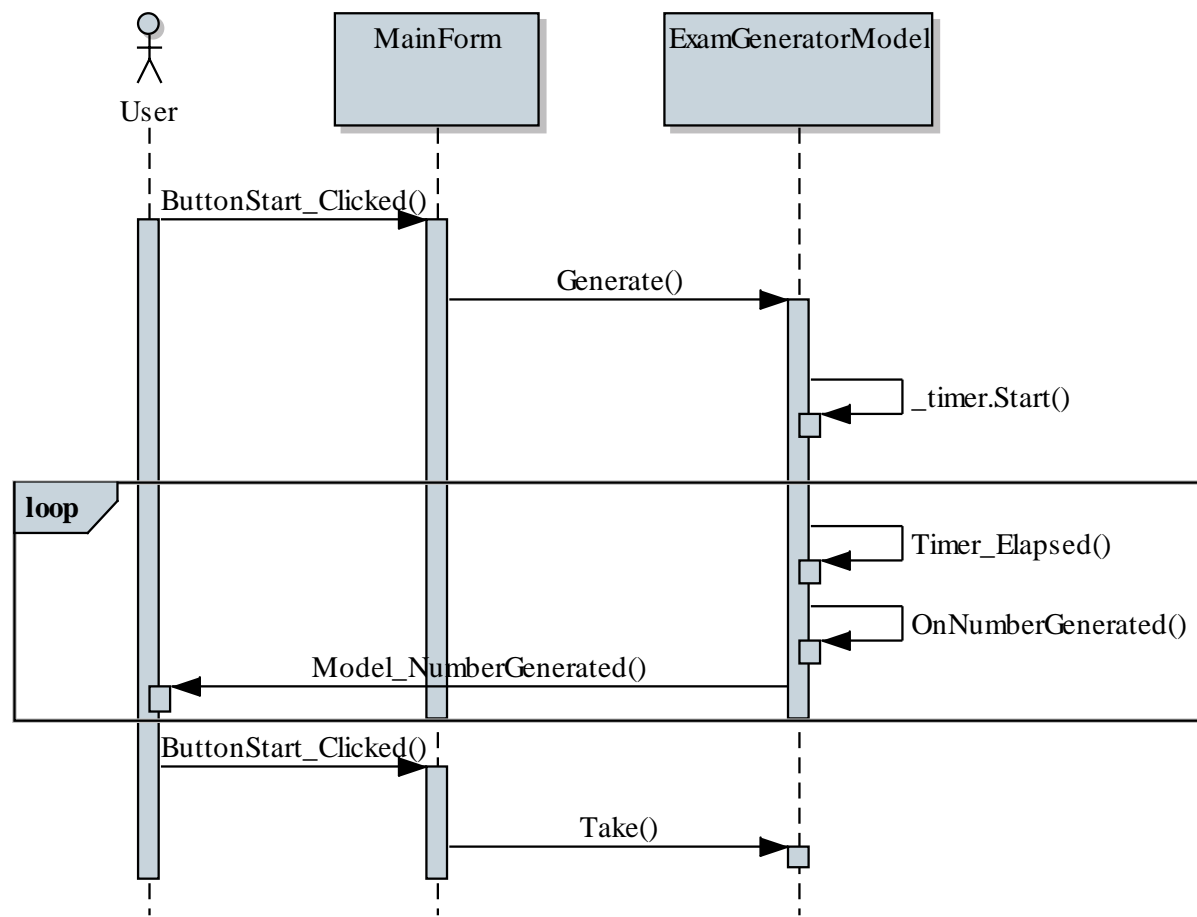 User
MainForm
ExamGeneratorModel
ButtonStart_Clicked()
Generate()
_timer.Start()
loop
Timer_Elapsed()
OnNumberGenerated()
Model_NumberGenerated()
ButtonStart_Clicked()
Take()